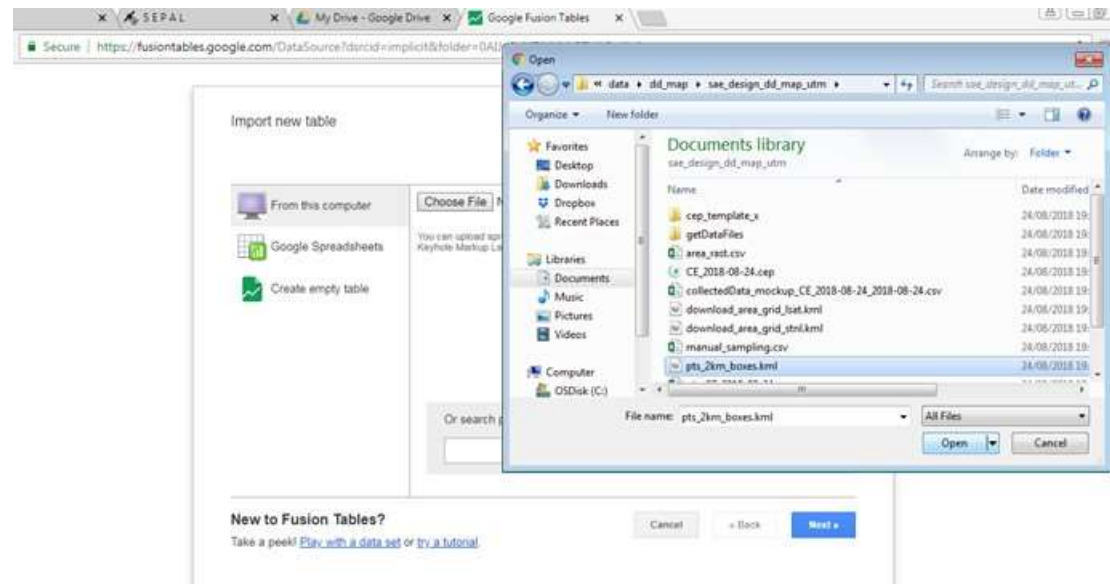 SEPAL
My Drive - Google Drive
Google Fusion Tables
Secure https://fusiontables.google.com/DataSource?dsrcid=implicit&folder=0AI
Import new table
From this computer
Google Spreadsheets
Create empty table
Choose File
You can upload
Keyhole Markup
Or search
New to Fusion Tables?
Take a peek! Play with a data set or try a tutorial.
Cancel
« Back
Next »
Open
« data dd_map sae_design_dd_map_utm
Search sae_design_dd_map_ut...
Organize
New folder
Favorites
Desktop
Downloads
Dropbox
Recent Places
Libraries
Documents
Music
Pictures
Videos
Computer
OSDisk (C:)
Documents library
sae_design_dd_map_utm
Arrange by: Folder
Name Date modified
cep_template_x 24/08/2018 19:
getDataFiles 24/08/2018 19:
area_rast.csv 24/08/2018 19:
CE_2018-08-24.cep 24/08/2018 19:
collectedData_mockup_CE_2018-08-24_2018-08-24.csv 24/08/2018 19:
download_area_grid_lsat.kml 24/08/2018 19:
download_area_grid_stnl.kml 24/08/2018 19:
manual_sampling.csv 24/08/2018 19:
pts_2km_boxes.kml 24/08/2018 19:
File name: pts_2km_boxes.kml
All Files
Open
Cancel